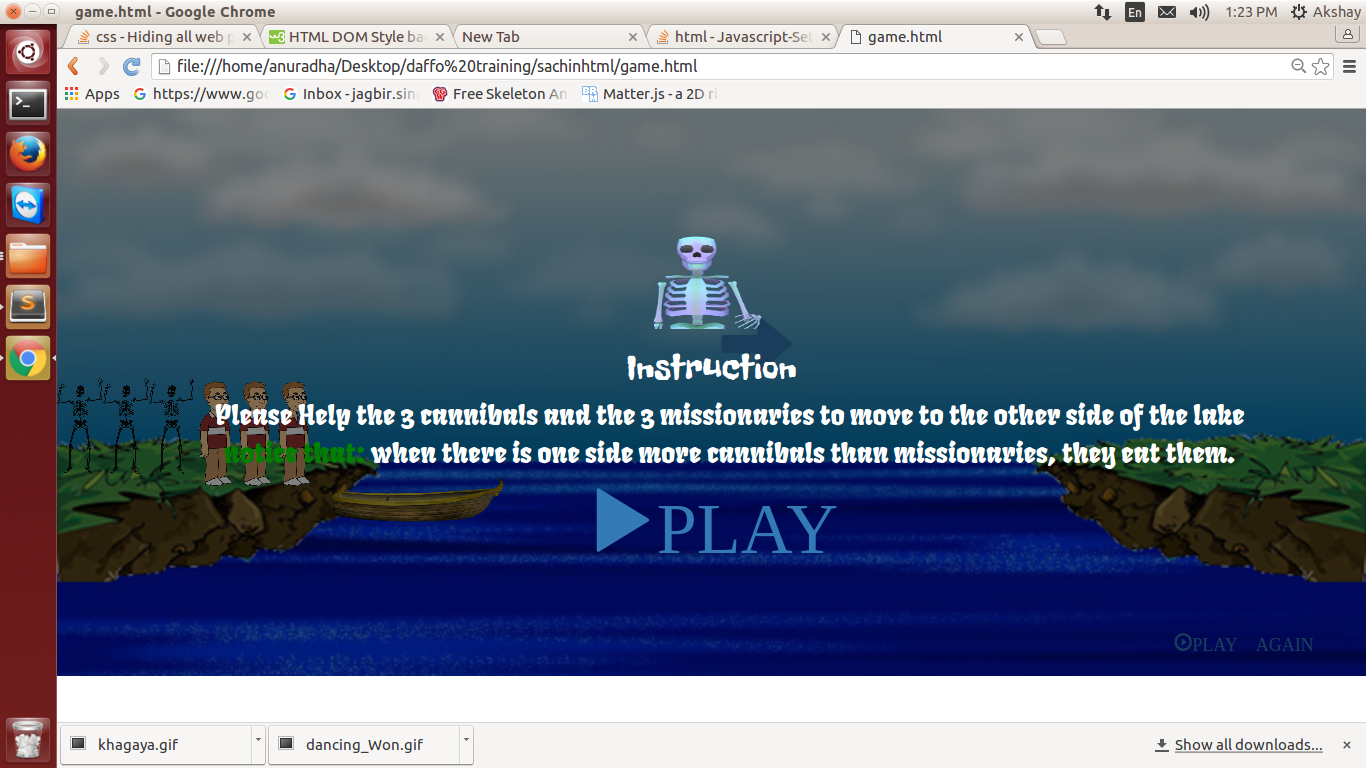 game.html - Google Chrome
En
1:23 PM
Akshay
css - Hiding all web p
HTML DOM Style ba
New Tab
html - Javascript-Set
game.html
file:///home/anuradha/Desktop/daffo%20training/sachinhtml/game.html
Apps
https://www.goo
Inbox - jagbir.sin
Free Skeleton An
Matter.js - a 2D ri
Instruction
Please Help the 3 cannibals and the 3 missionaries to move to the other side of the lake
notice that: when there is one side more cannibals than missionaries, they eat them.
PLAY
PLAY AGAIN
khagaya.gif
dancing_Won.gif
Show all downloads...